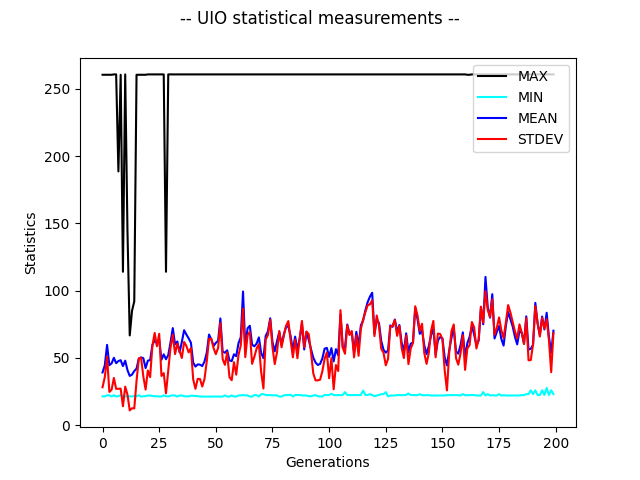 -- UIO statistical measurements --
MAX
MIN
MEAN
STDEV
Statistics
250
200
150
100
50
0
0 25 50 75 100 125 150 175 200
Generations